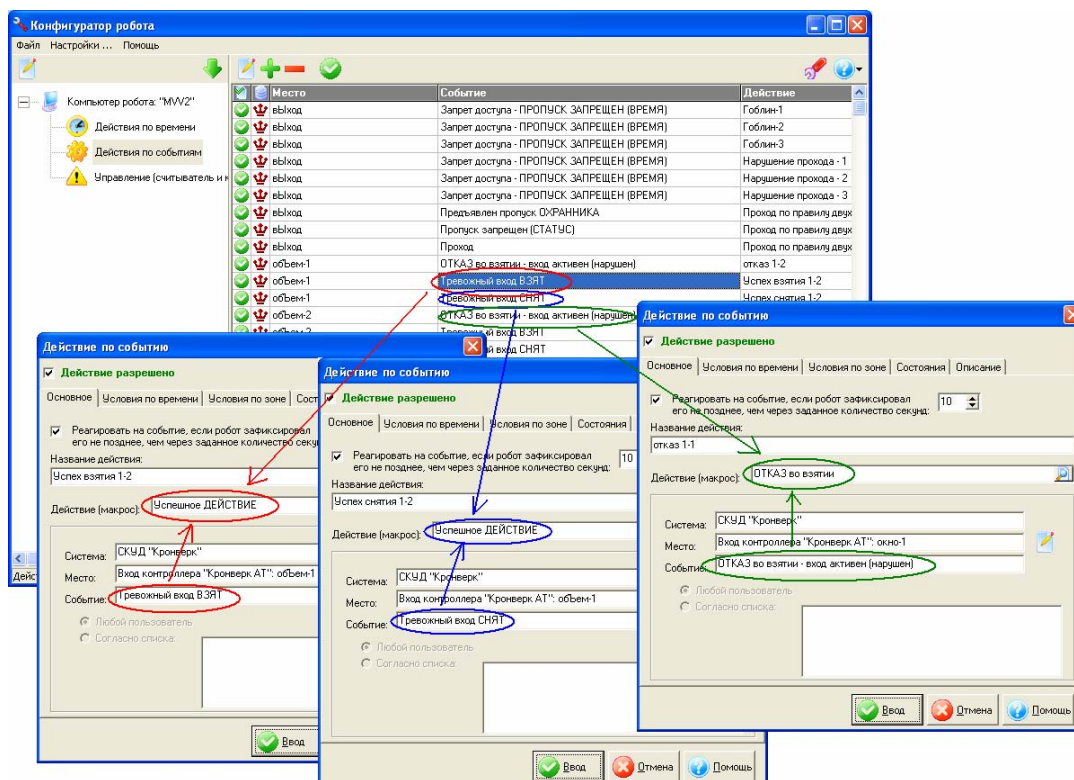 Конфигуратор робота
Файл Настройки ... Помощь
Компьютер робота: "MVV2"
Действия по времени
Действия по событиям
Управление (считыватель и к
Место Событие Действие
вЫход Запрет доступа - ПРОПУСК ЗАПРЕЩЕН (ВРЕМЯ) Гоблин-1
вЫход Запрет доступа - ПРОПУСК ЗАПРЕЩЕН (ВРЕМЯ) Гоблин-2
вЫход Запрет доступа - ПРОПУСК ЗАПРЕЩЕН (ВРЕМЯ) Гоблин-3
вЫход Запрет доступа - ПРОПУСК ЗАПРЕЩЕН (ВРЕМЯ) Нарушение прохода - 1
вЫход Запрет доступа - ПРОПУСК ЗАПРЕЩЕН (ВРЕМЯ) Нарушение прохода - 2
вЫход Запрет доступа - ПРОПУСК ЗАПРЕЩЕН (ВРЕМЯ) Нарушение прохода - 3
вЫход Предъявлен пропуск ОХРАННИКА Проход по правилу двух
вЫход Пропуск запрещен (СТАТУС) Проход по правилу двух
вЫход Проход Проход по правилу двух
объем-1 ОТКАЗ во взятии - вход активен (нарушен) отказ 1-2
объем-1 Тревожный вход ВЗЯТ Успех взятия 1-2
объем-1 Тревожный вход СНЯТ Успех снятия 1-2
объем-2 ОТКАЗ во взятии - вход активен (нарушен)
объем-2 Тревожный вход ВЗЯТ
й вход СНЯТ
Дейст
Действие по событию
Действие разрешено
Основное Условия по времени Условия по зоне Сост
Реагировать на событие, если робот зафиксировал
его не позднее, чем через заданное количество секун
Название действия:
Успех взятия 1-2
Действие (макрос): Успешное ДЕЙСТВИЕ
Система: СКУД "Кронверк"
Место: Вход контроллера "Кронверк АТ": объем-1
Событие: Тревожный вход ВЗЯТ
Любой пользователь
Согласно списка:
Ввод
Действие по событию
Действие разрешено
Основное Условия по времени Условия по зоне Состояния
Реагировать на событие, если робот зафиксировал
его не позднее, чем через заданное количество секунд: 10
Название действия:
Успех снятия 1-2
Действие (макрос): Успешное ДЕЙСТВИЕ
Система: СКУД "Кронверк"
Место: Вход контроллера "Кронверк АТ": объем-1
Событие: Тревожный вход СНЯТ
Любой пользователь
Согласно списка:
Ввод Отмена Помощь
Действие по событию
Действие разрешено
Основное Условия по времени Условия по зоне Состояния Описание
Реагировать на событие, если робот зафиксировал
его не позднее, чем через заданное количество секунд: 10
Название действия:
отказ 1-1
Действие (макрос): ОТКАЗ во взятии
Система: СКУД "Кронверк"
Место: Вход контроллера "Кронверк АТ": окно-1
Событие: ОТКАЗ во взятии - вход активен (нарушен)
Любой пользователь
Согласно списка:
Ввод Отмена Помощь